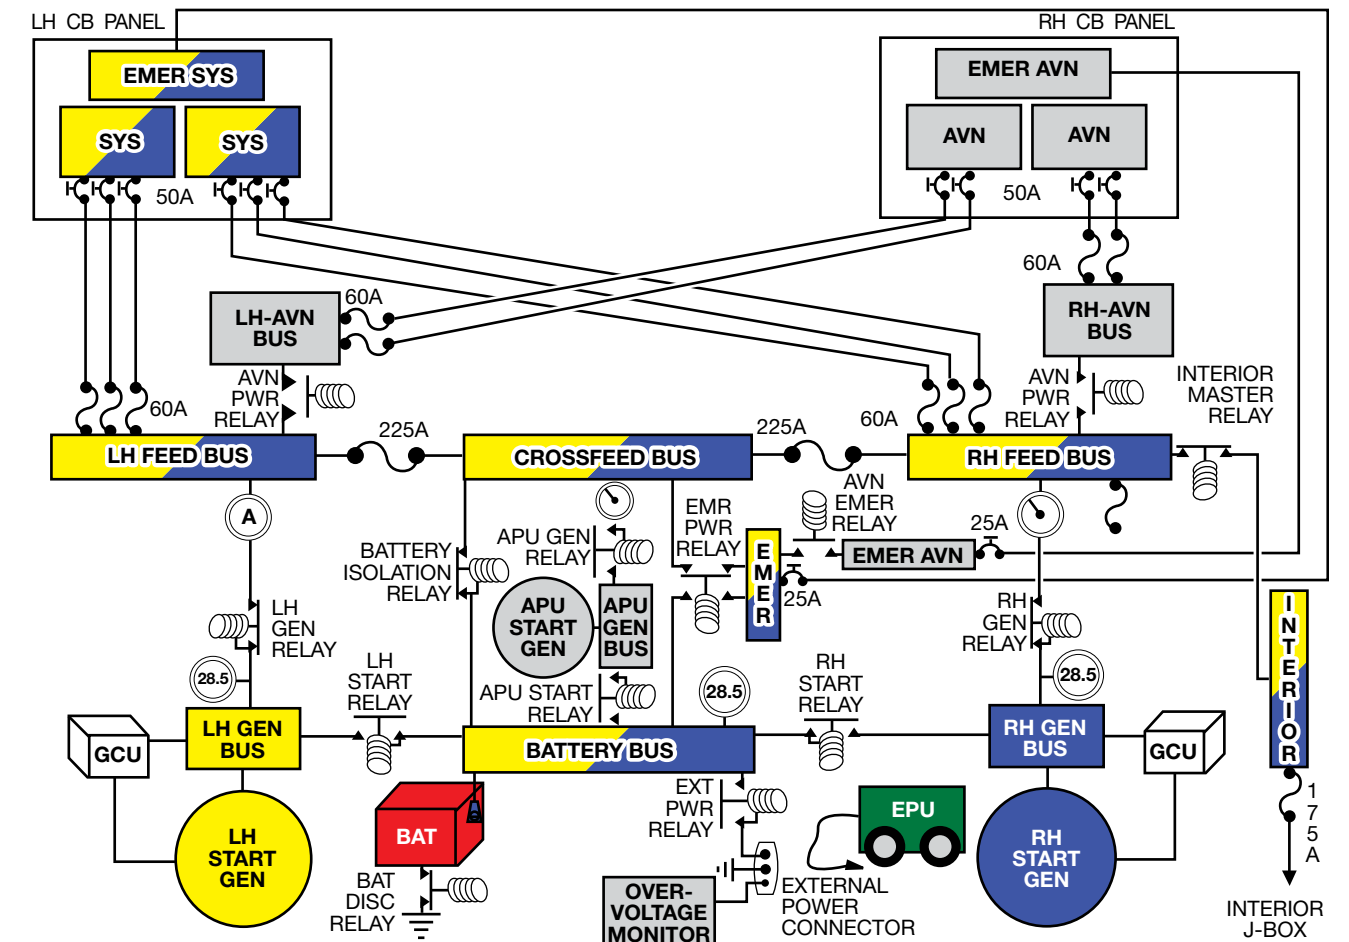 LH CB PANEL
RH CB PANEL
EMER SYS
SYS
SYS
50A
EMER AVN
AVN
AVN
50A
60A
LH-AVN
BUS
60A
RH-AVN
BUS
AVN
PWR
RELAY
60A
AVN
PWR
RELAY
INTERIOR
MASTER
RELAY
60A
225A
225A
LH FEED BUS
CROSSFEED BUS
RH FEED BUS
A
BATTERY
ISOLATION
RELAY
APU GEN
RELAY
EMR
PWR
RELAY
AVN
EMER
RELAY
EMER
EMER AVN
25A
25A
APU
START
GEN
APU
GEN
BUS
LH
GEN
RELAY
RH
GEN
RELAY
28.5
LH
START
RELAY
APU START
RELAY
28.5
RH
START
RELAY
28.5
INTERIOR
GCU
LH GEN
BUS
BATTERY BUS
RH GEN
BUS
GCU
LH
START
GEN
BAT
EXT
PWR
RELAY
EPU
RH
START
GEN
175A
BAT
DISC
RELAY
OVER-
VOLTAGE
MONITOR
EXTERNAL
POWER
CONNECTOR
INTERIOR
J-BOX